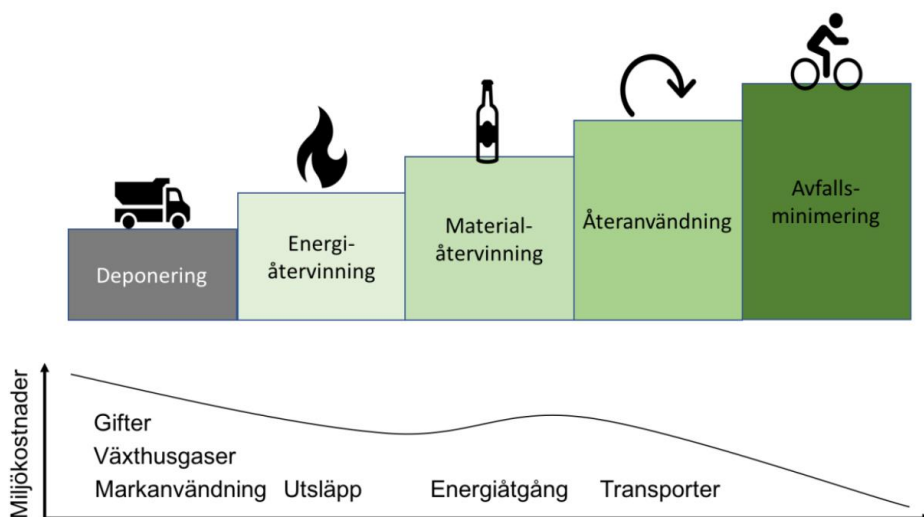 Deponering
Energi-
återvinning
Material-
återvinning
Återanvändning
Avfalls-
minimering
Miljökostnader
Gifter
Växthusgaser
Markanvändning
Utsläpp
Energiåtgång
Transporter